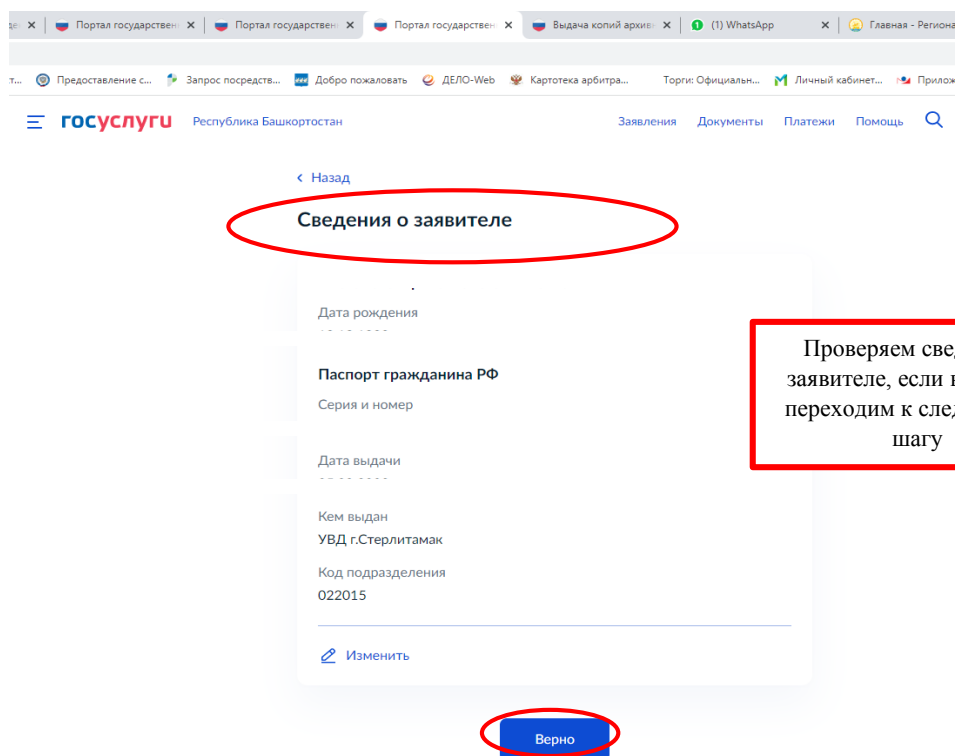 Портал государствен
Портал государствен
Портал государствен
Выдача копий архив
(1) WhatsApp
Главная - Региона
Предоставление с...
Запрос посредств...
Добро пожаловать
ДЕЛО-Web
Картотека арбитра...
Торги: Официальн...
Личный кабинет...
Прилож
госуслуги
Республика Башкортостан
Заявления
Документы
Платежи
Помощь
Назад
Сведения о заявителе
Дата рождения
Паспорт гражданина РФ
Серия и номер
Дата выдачи
Кем выдан
УВД г.Стерлитамак
Код подразделения
022015
Изменить
Верно
Проверяем све
заявителе, если
переходим к сле
шагу